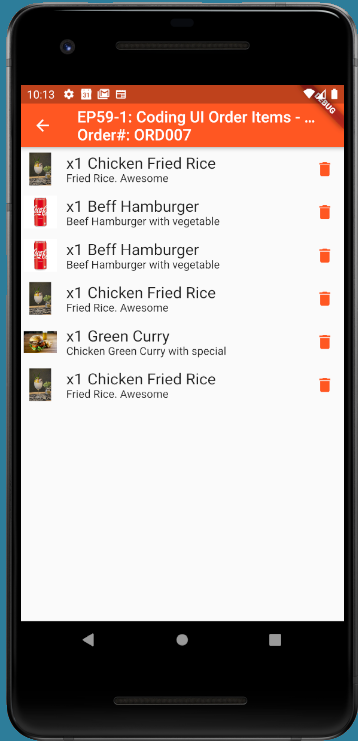 10:13
31
DEBUG
EP59-1: Coding UI Order Items - ...
Order#: ORD007
x1 Chicken Fried Rice
Fried Rice. Awesome
x1 Beff Hamburger
Beef Hamburger with vegetable
x1 Beff Hamburger
Beef Hamburger with vegetable
x1 Chicken Fried Rice
Fried Rice. Awesome
x1 Green Curry
Chicken Green Curry with special
x1 Chicken Fried Rice
Fried Rice. Awesome